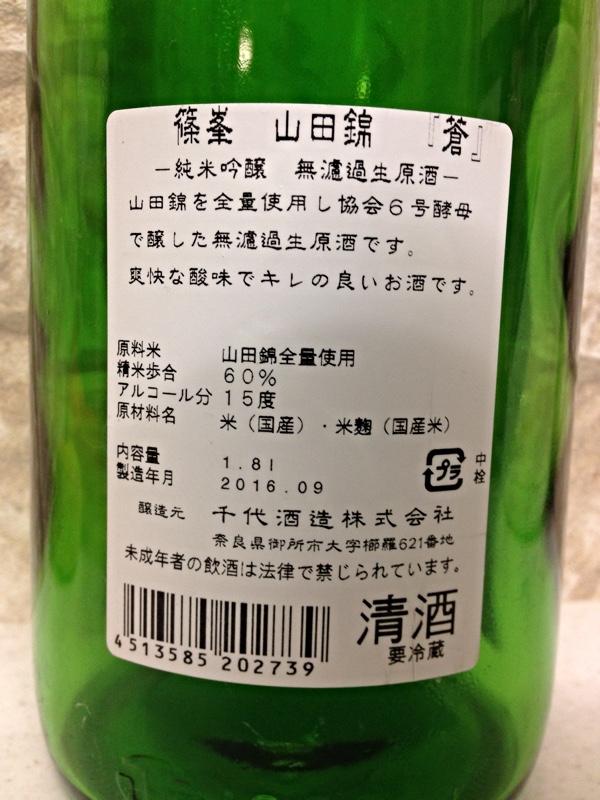 篠峯 山田錦 『蒼』
－純米吟醸 無濾過生原酒－
山田錦を全量使用し協会６号酵母
で醸した無濾過生原酒です。
爽快な酸味でキレの良いお酒です。
原料米 山田錦全量使用
精米歩合 ６０％
アルコール分 １５度
原材料名 米（国産）・米麹（国産米）
内容量 １.８ｌ
製造年月 ２０１６.０９
プラ 中栓
醸造元 千代酒造株式会社
奈良県御所市大字櫛羅621番地
未成年者の飲酒は法律で禁じられています。
4 513585 202739
清酒
要冷蔵